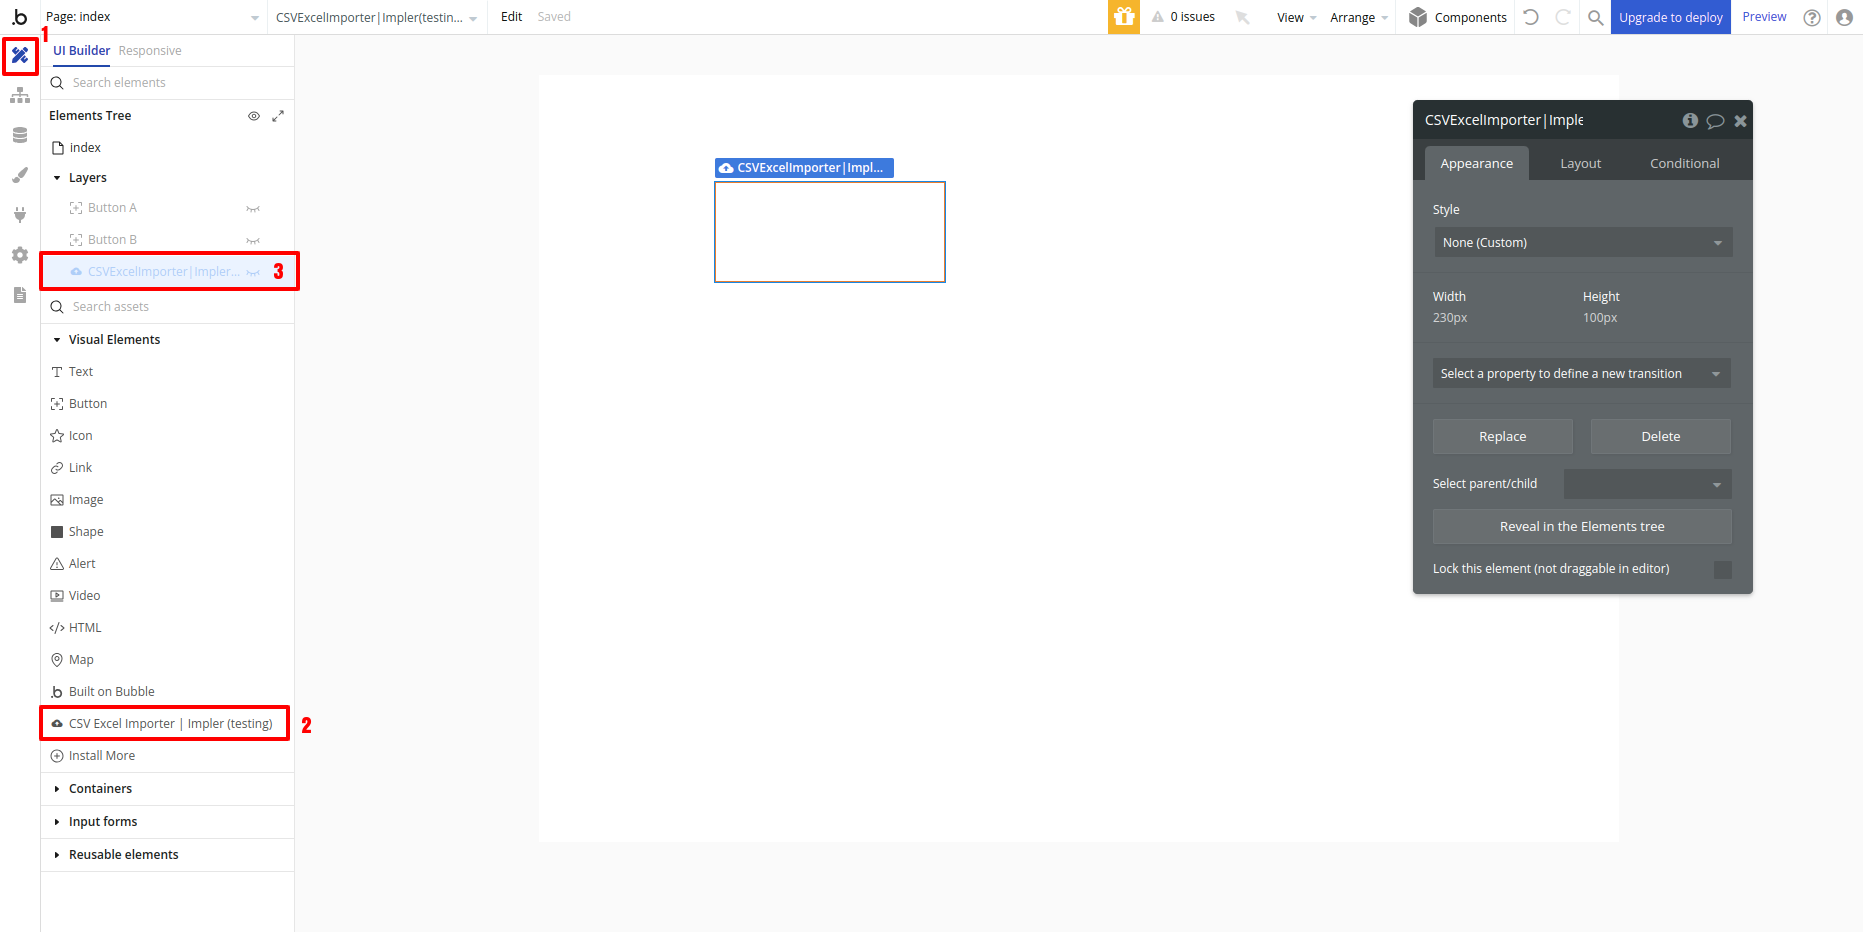 Page: index
CSVExcelImporter|Impler(testin...
Edit
Saved
0 issues
View
Arrange
Components
Upgrade to deploy
Preview
1
UI Builder
Responsive
Search elements
Elements Tree
index
Layers
Button A
Button B
CSVExcelImporter|Impler...
3
Search assets
Visual Elements
Text
Button
Icon
Link
Image
Shape
Alert
Video
HTML
Map
Built on Bubble
CSV Excel Importer | Impler (testing)
2
Install More
Containers
Input forms
Reusable elements
CSVExcelImporter|Impl...
CSVExcelImporter|Imple
Appearance
Layout
Conditional
Style
None (Custom)
Width
Height
230px
100px
Select a property to define a new transition
Replace
Delete
Select parent/child
Reveal in the Elements tree
Lock this element (not draggable in editor)